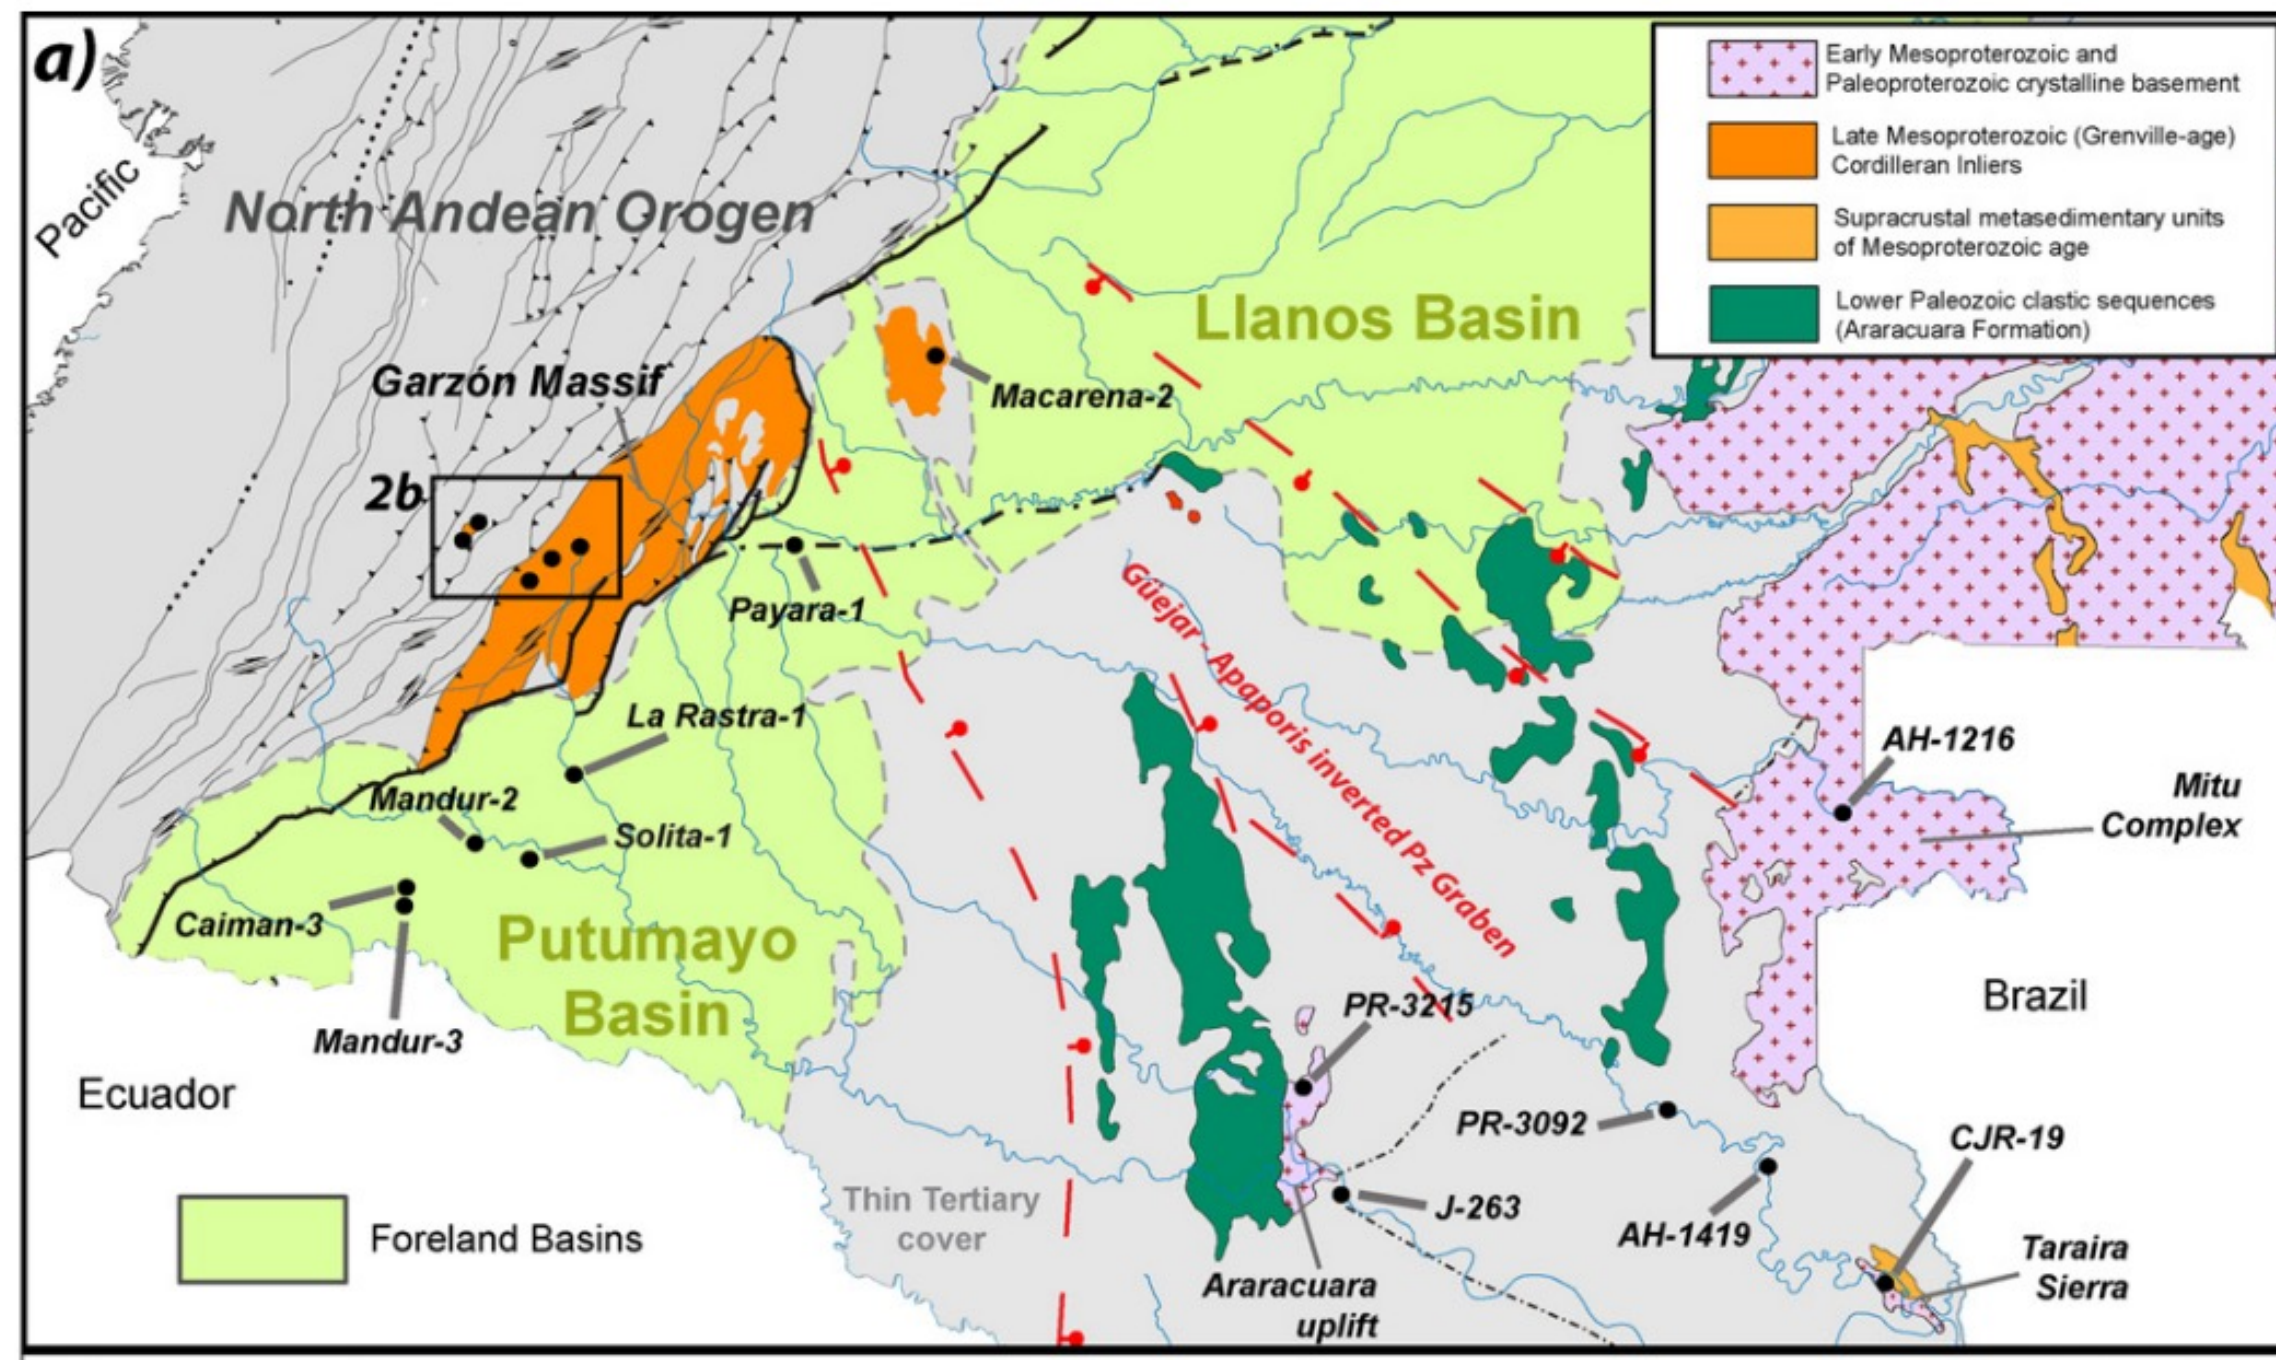 a)
Early Mesoproterozoic and
Paleoproterozoic crystalline basement
Late Mesoproterozoic (Grenville-age)
Cordilleran Inliers
Supracrustal metasedimentary units
of Mesoproterozoic age
Lower Paleozoic clastic sequences
(Araracuara Formation)
Pacific
North Andean Orogen
Llanos Basin
Garzón Massif
Macarena-2
2b
Payara-1
Güejar - Apaporis inverted Pz Graben
La Rastra-1
AH-1216
Mitu
Complex
Mandur-2
Solita-1
Caiman-3
Putumayo
Basin
Mandur-3
PR-3215
Brazil
Ecuador
PR-3092
CJR-19
Thin Tertiary
cover
J-263
AH-1419
Foreland Basins
Araracuara
uplift
Taraira
Sierra